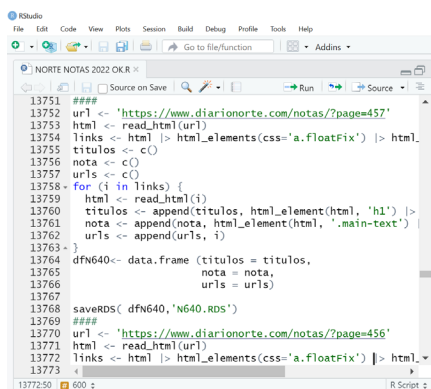 RStudio
File Edit Code View Plots Session Build Debug Profile Tools Help
Go to file/function Addins
NORTE NOTAS 2022 OK.R
Source on Save Run Source
13751 ####
13752 url <- 'https://www.diarionorte.com/notas/?page=457'
13753 html <- read_html(url)
13754 links <- html |> html_elements(css='a.floatFix') |> html_
13755 titulos <- c()
13756 nota <- c()
13757 urls <- c()
13758 for (i in links) {
13759 html <- read_html(i)
13760 titulos <- append(titulos, html_element(html, 'h1') |>
13761 nota <- append(nota, html_element(html, '.main-text') |
13762 urls <- append(urls, i)
13763 }
13764 dfN640<- data.frame (titulos = titulos,
13765 nota = nota,
13766 urls = urls)
13767
13768 saveRDS( dfN640,'N640.RDS')
13769 ####
13770 url <- 'https://www.diarionorte.com/notas/?page=456'
13771 html <- read_html(url)
13772 links <- html |> html_elements(css='a.floatFix') |> html_
13773
13772:50 # 600 R Script